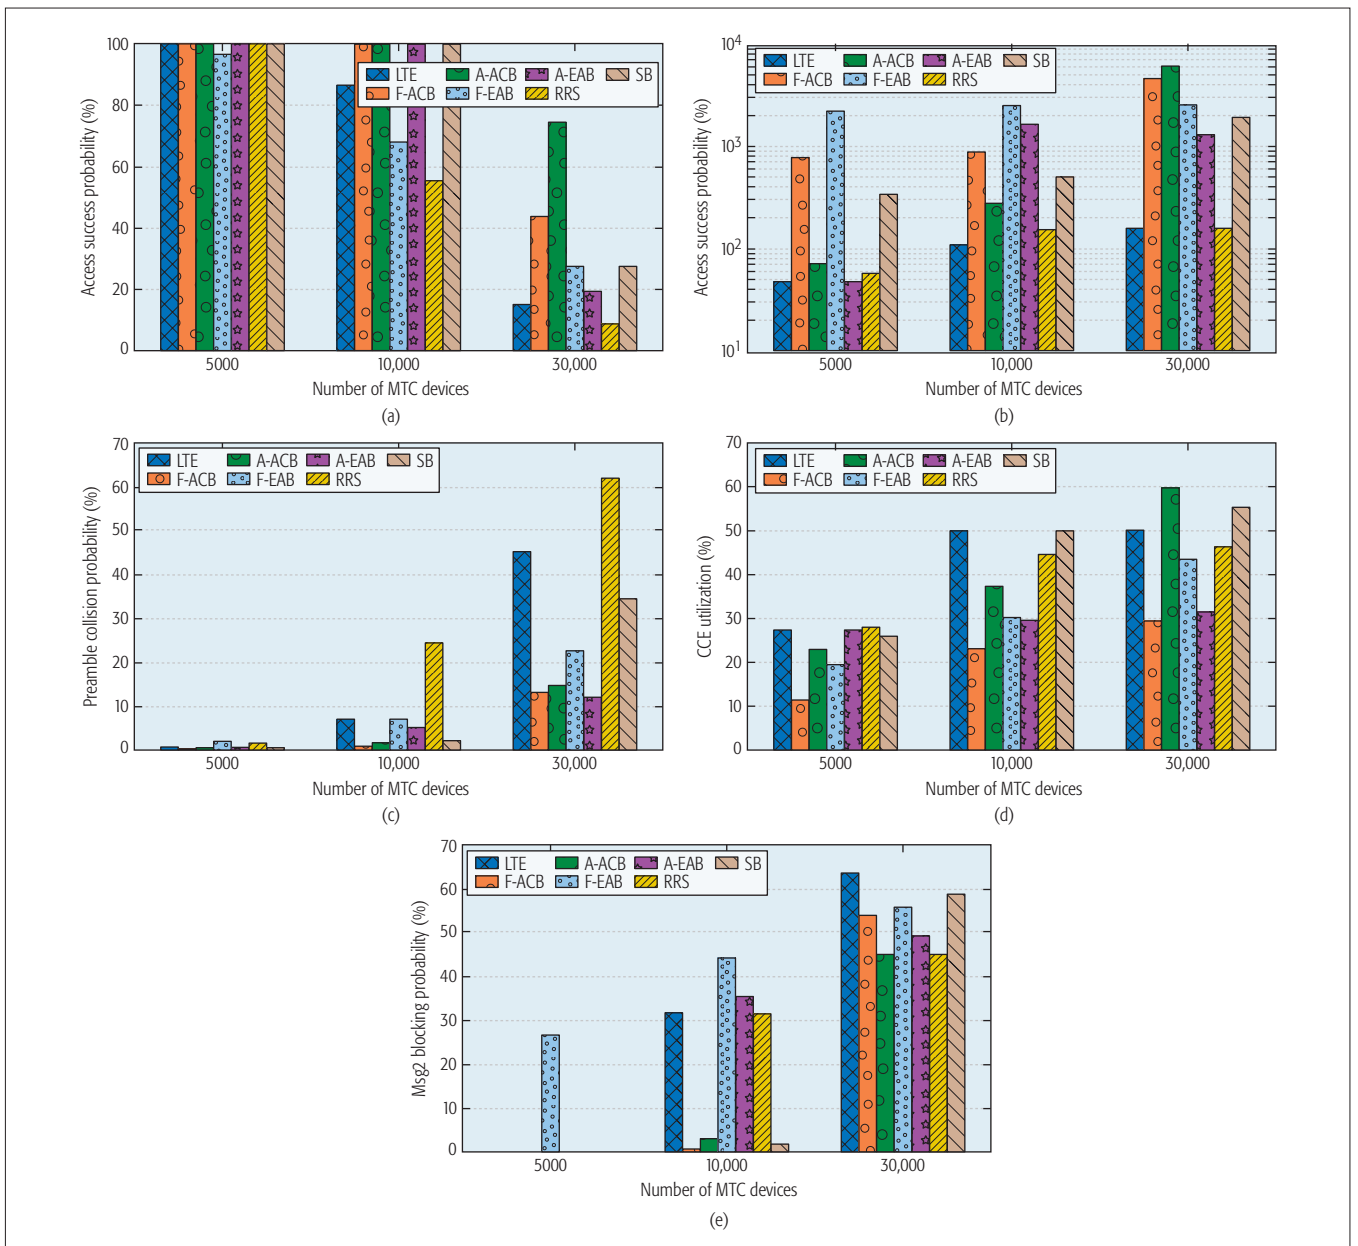 100
80
60
40
20
0
Access success probability (%)
LTE A-ACB A-EAB SB
F-ACB F-EAB RRS
5000 10,000 30,000
Number of MTC devices
(a)
10^4
10^3
10^2
10^1
Access success probability (%)
LTE A-ACB A-EAB SB
F-ACB F-EAB RRS
5000 10,000 30,000
Number of MTC devices
(b)
70
60
50
40
30
20
10
0
Preamble collision probability (%)
LTE A-ACB A-EAB SB
F-ACB F-EAB RRS
5000 10,000 30,000
Number of MTC devices
(c)
70
60
50
40
30
20
10
0
CCE utilization (%)
LTE A-ACB A-EAB SB
F-ACB F-EAB RRS
5000 10,000 30,000
Number of MTC devices
(d)
70
60
50
40
30
20
10
0
Msg2 blocking probability (%)
LTE A-ACB A-EAB SB
F-ACB F-EAB RRS
5000 10,000 30,000
Number of MTC devices
(e)